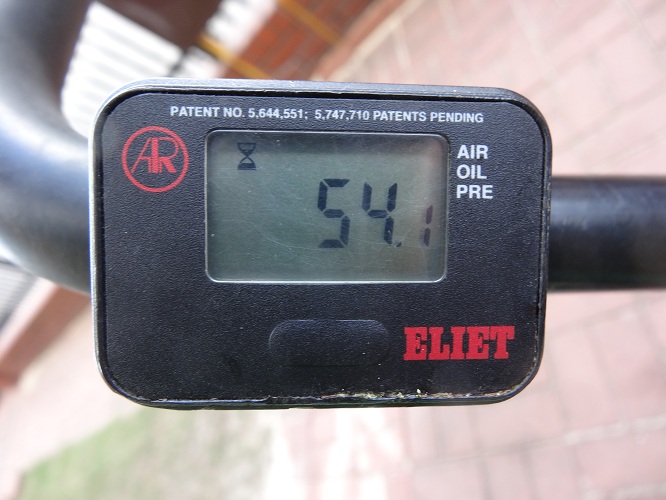 PATENT NO. 5,644,551; 5,747,710 PATENTS PENDING
AR
AIR
OIL
PRE
54.1
ELIET